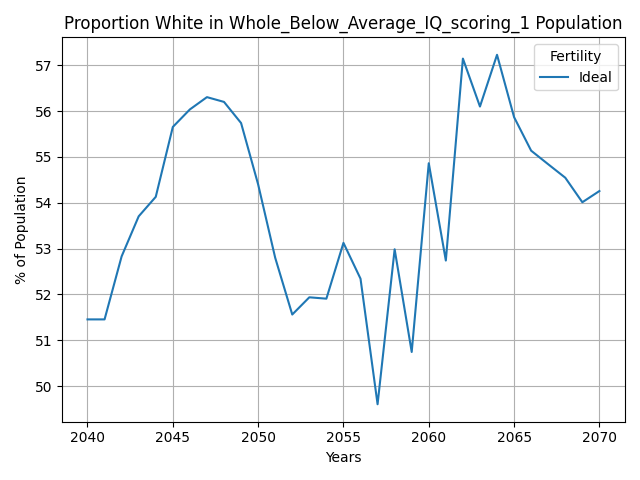 Proportion White in Whole_Below_Average_IQ_scoring_1 Population
Fertility
Ideal
57
56
55
54
53
52
51
50
% of Population
2040 2045 2050 2055 2060 2065 2070
Years